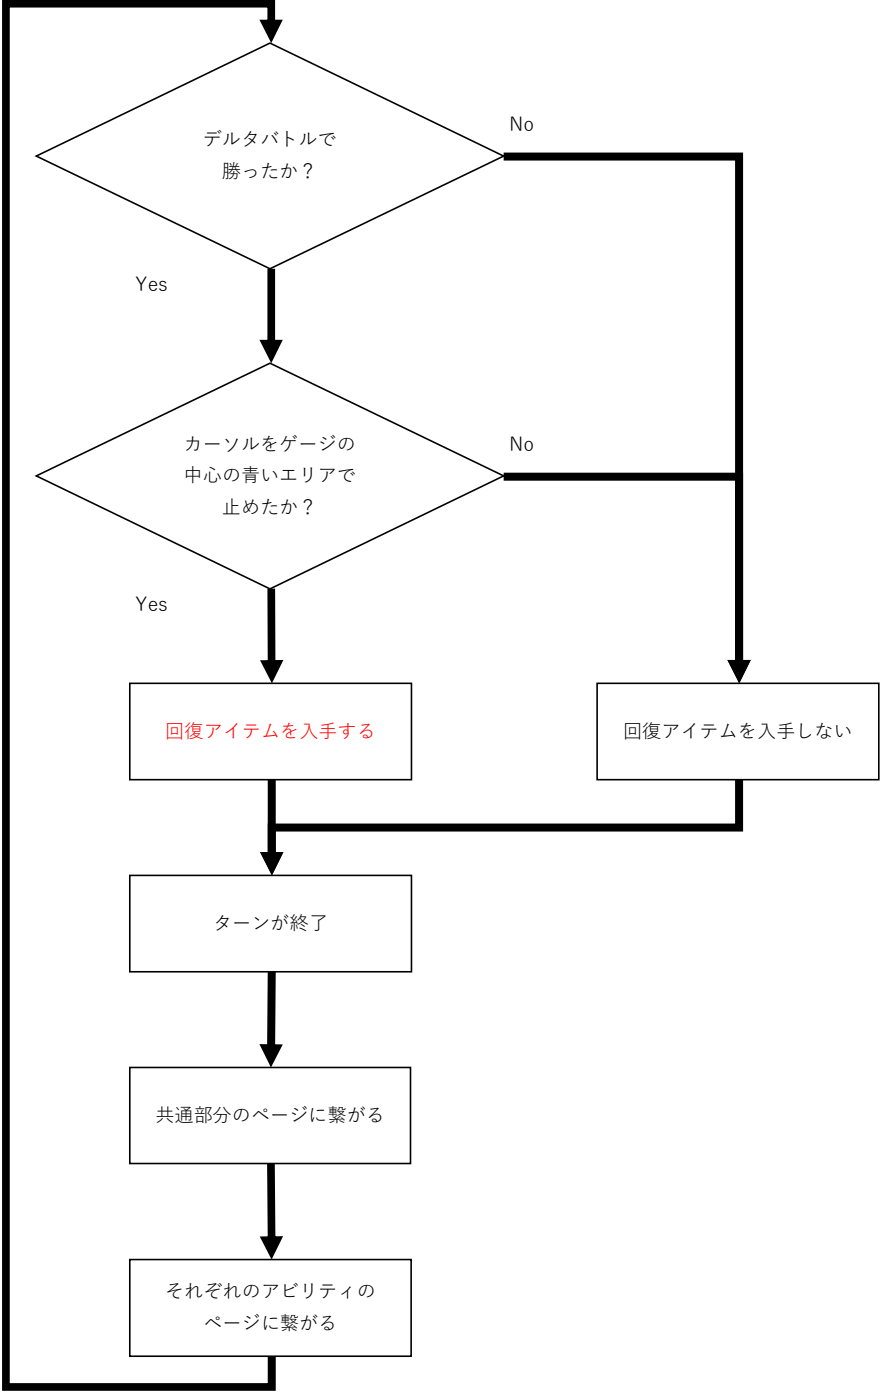 デルタバトルで
勝ったか？
No
Yes
カーソルをゲージの
中心の青いエリアで
止めたか？
No
Yes
回復アイテムを入手する
回復アイテムを入手しない
ターンが終了
共通部分のページに繋がる
それぞれのアビリティの
ページに繋がる